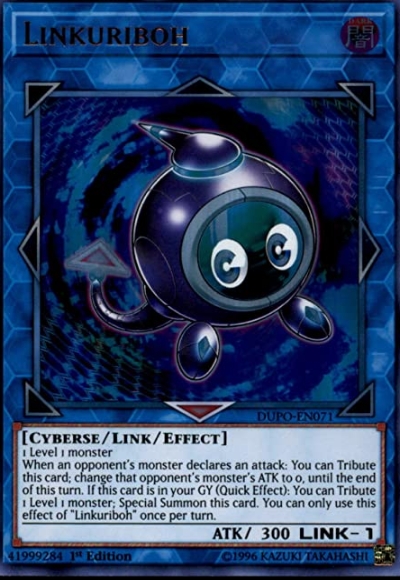 LINKURIBOH
DARK
闇
DUPO-EN071
[CYBERSE/LINK/EFFECT]
1 Level 1 monster
When an opponent's monster declares an attack: You can Tribute
this card; change that opponent's monster's ATK to 0, until the end
of this turn. If this card is in your GY (Quick Effect): You can Tribute
1 Level 1 monster; Special Summon this card. You can only use this
effect of "Linkuriboh" once per turn.
ATK/ 300 LINK-1
41999284 1st Edition ©1996 KAZUKI TAKAHASHI